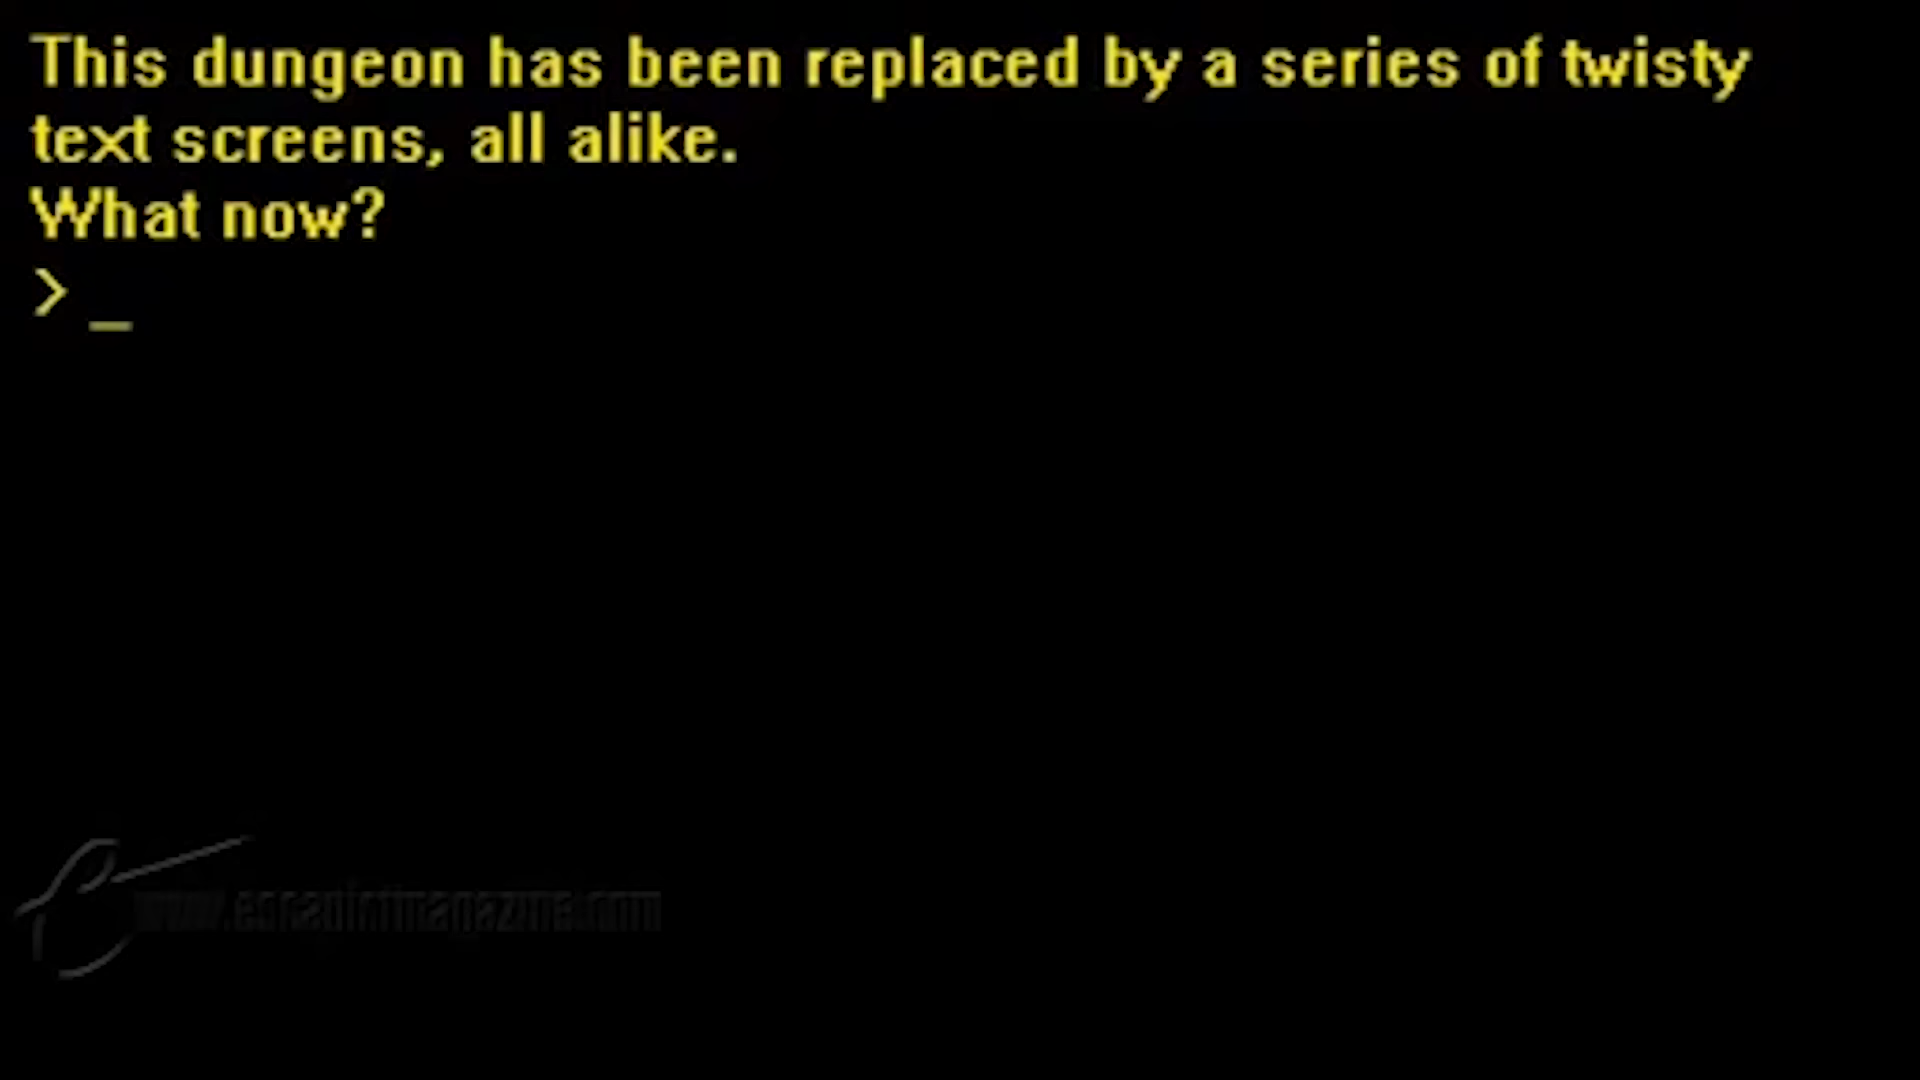 This dungeon has been replaced by a series of twisty
text screens, all alike.
What now?
> _